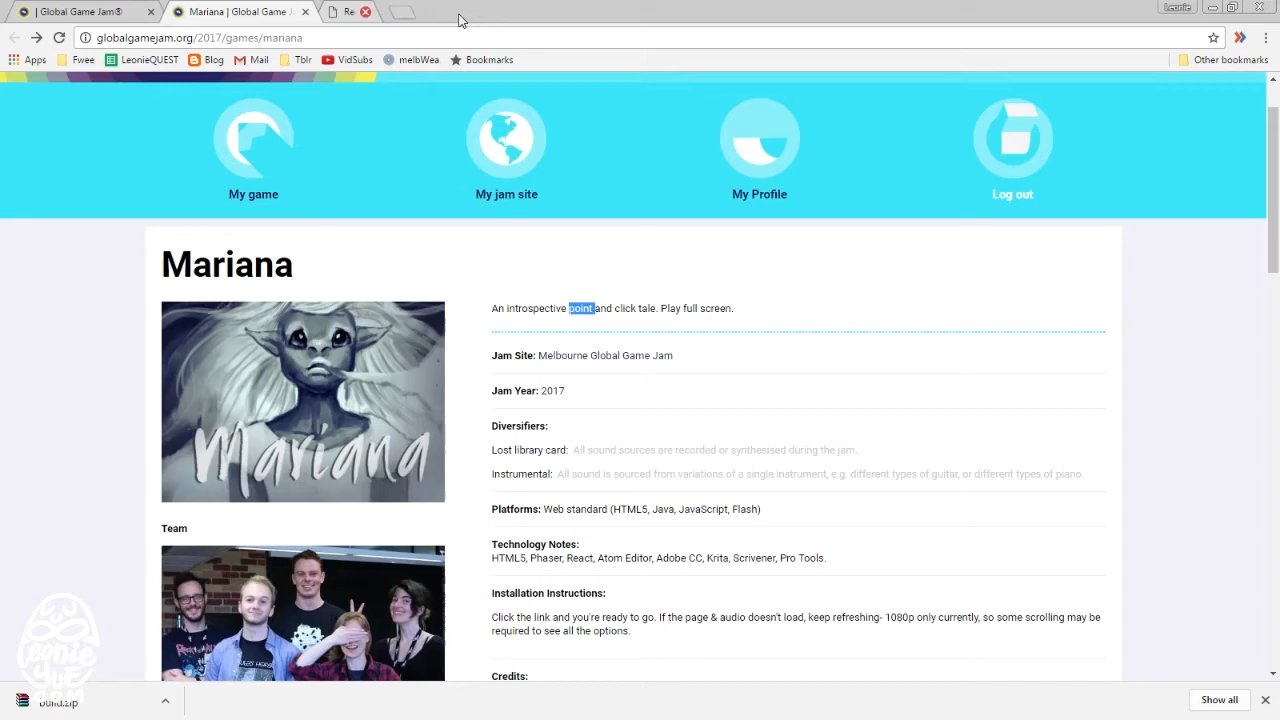 | Global Game Jam®
Mariana | Global Game J
Re
Leonie
globalgamejam.org/2017/games/mariana
Apps
Fwee
LeonieQUEST
Blog
Mail
Tblr
VidSubs
melbWea
Bookmarks
Other bookmarks
My game
My jam site
My Profile
Log out
Mariana
An introspective point and click tale. Play full screen.
Mariana
Jam Site: Melbourne Global Game Jam
Jam Year: 2017
Diversifiers:
Lost library card: All sound sources are recorded or synthesised during the jam.
Instrumental: All sound is sourced from variations of a single instrument, e.g. different types of guitar, or different types of piano.
Platforms: Web standard (HTML5, Java, JavaScript, Flash)
Team
Technology Notes:
HTML5, Phaser, React, Atom Editor, Adobe CC, Krita, Scrivener, Pro Tools.
Installation Instructions:
Click the link and you're ready to go. If the page & audio doesn't load, keep refreshing- 1080p only currently, so some scrolling may be
required to see all the options.
Credits:
Leonie
Yue
.com
build.zip
Show all